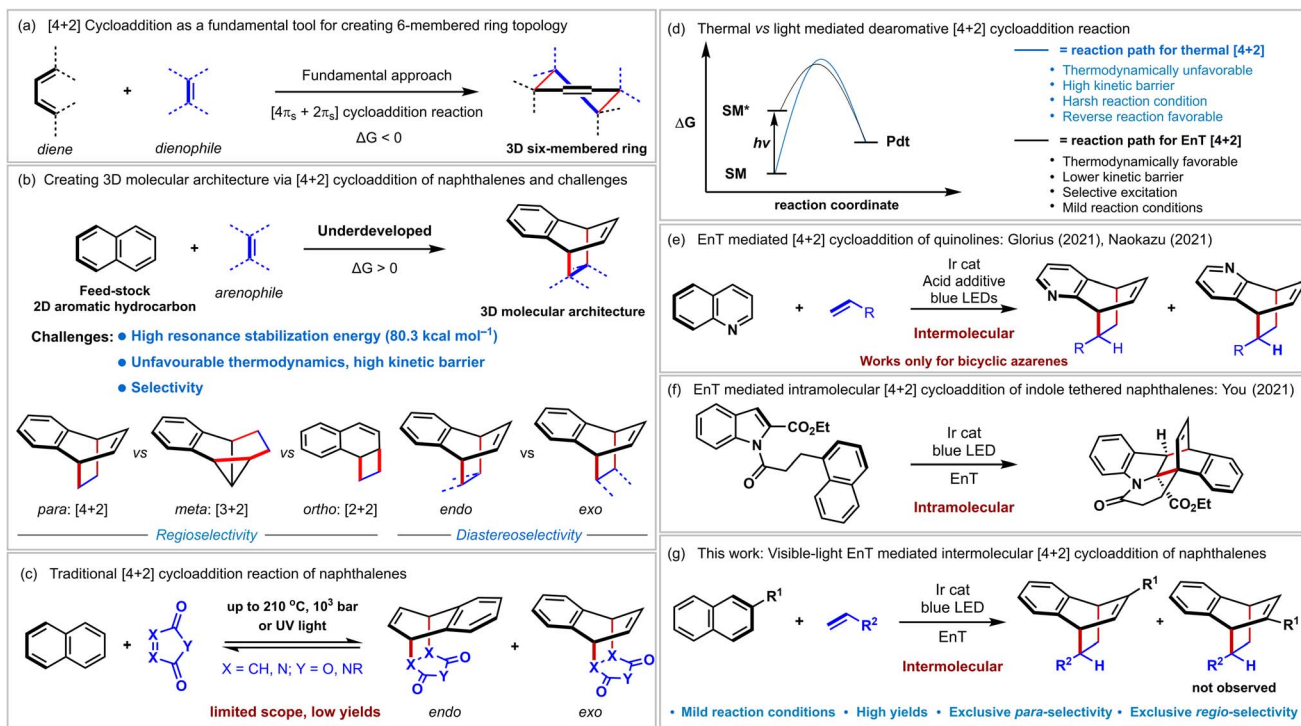 (a) [4+2] Cycloaddition as a fundamental tool for creating 6-membered ring topology
+
Fundamental approach
[4πs + 2πs] cycloaddition reaction
ΔG < 0
diene
dienophile
3D six-membered ring
(b) Creating 3D molecular architecture via [4+2] cycloaddition of naphthalenes and challenges
+
Underdeveloped
ΔG > 0
Feed-stock
2D aromatic hydrocarbon
arenophile
3D molecular architecture
Challenges: ● High resonance stabilization energy (80.3 kcal mol⁻¹)
● Unfavourable thermodynamics, high kinetic barrier
● Selectivity
vs
vs
vs
para: [4+2]
meta: [3+2]
ortho: [2+2]
endo
exo
Regioselectivity
Diastereoselectivity
(c) Traditional [4+2] cycloaddition reaction of naphthalenes
+
O
X
X
Y
O
up to 210 °C, 10³ bar
or UV light
X = CH, N; Y = O, NR
X
X
O
Y
O
+
X
X
O
Y
O
limited scope, low yields
endo
exo
(d) Thermal vs light mediated dearomative [4+2] cycloaddition reaction
ΔG
SM*
hν
SM
Pdt
reaction coordinate
= reaction path for thermal [4+2]
• Thermodynamically unfavorable
• High kinetic barrier
• Harsh reaction condition
• Reverse reaction favorable
= reaction path for EnT [4+2]
• Thermodynamically favorable
• Lower kinetic barrier
• Selective excitation
• Mild reaction conditions
(e) EnT mediated [4+2] cycloaddition of quinolines: Glorius (2021), Naokazu (2021)
N
+
R
Ir cat
Acid additive
blue LEDs
Intermolecular
Works only for bicyclic azarenes
N
R
H
+
N
R
H
(f) EnT mediated intramolecular [4+2] cycloaddition of indole tethered naphthalenes: You (2021)
CO₂Et
N
O
Ir cat
blue LED
EnT
Intramolecular
H
N
O
CO₂Et
(g) This work: Visible-light EnT mediated intermolecular [4+2] cycloaddition of naphthalenes
R¹
+
R²
Ir cat
blue LED
EnT
Intermolecular
R¹
R²
H
+
R¹
R²
H
not observed
• Mild reaction conditions • High yields • Exclusive para-selectivity • Exclusive regio-selectivity